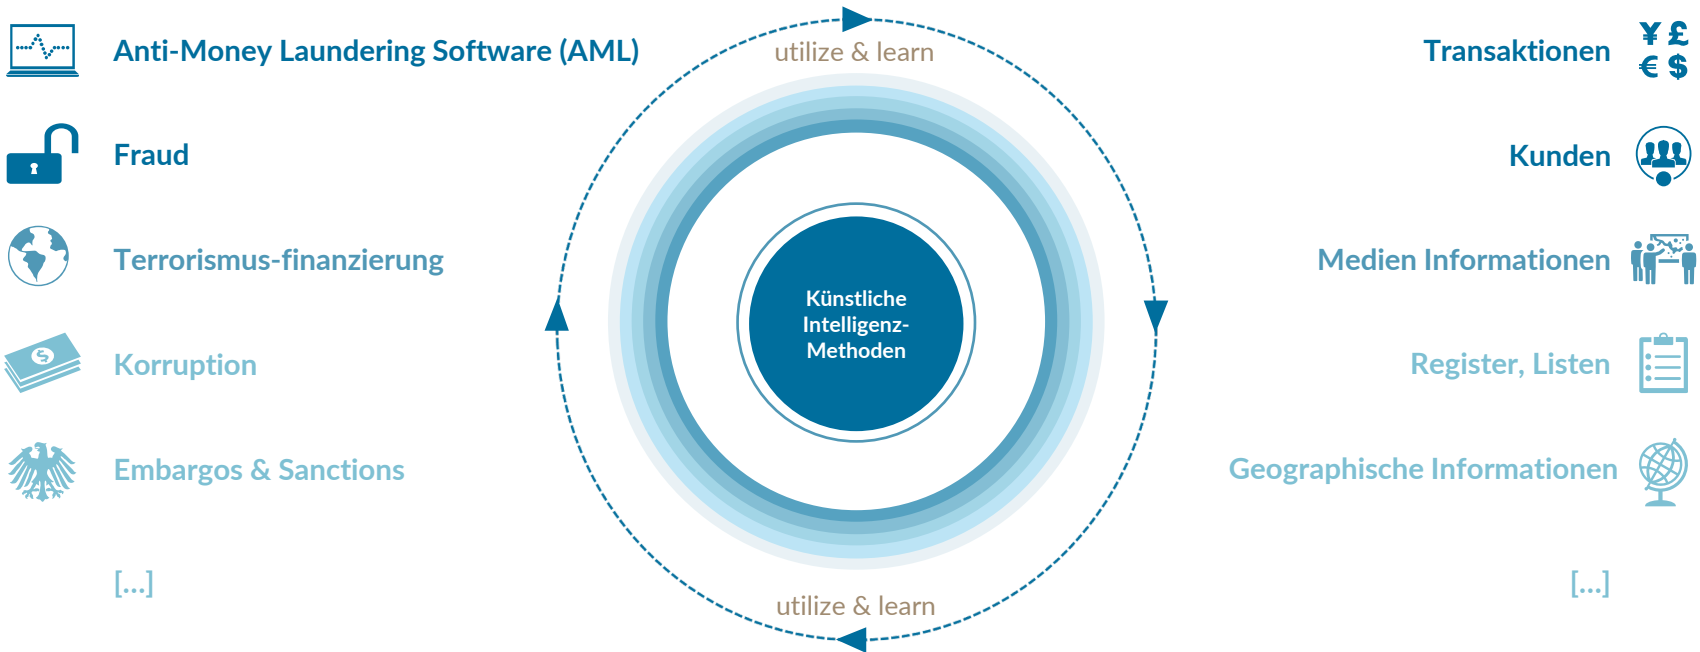 Anti-Money Laundering Software (AML)
Fraud
Terrorismus-finanzierung
Korruption
Embargos & Sanctions
[...]
utilize & learn
Künstliche
Intelligenz-
Methoden
utilize & learn
Transaktionen
¥ £
€ $
Kunden
Medien Informationen
Register, Listen
Geographische Informationen
[...]